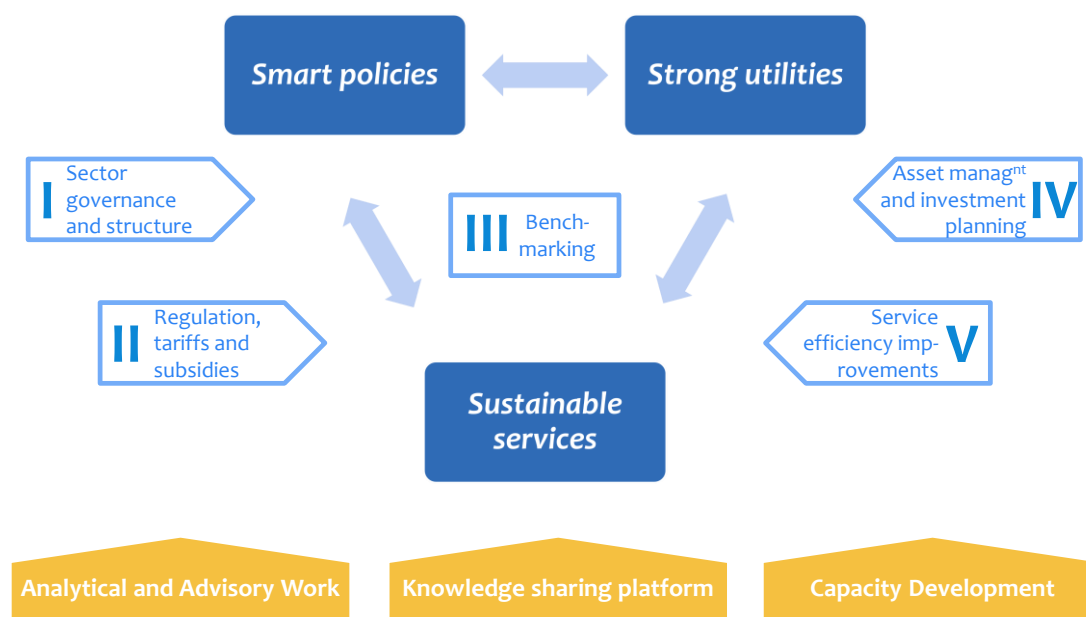 Smart policies
Strong utilities
I
Sector
governance
and structure
III
Bench-
marking
Asset managⁿᵗ
and investment
planning
IV
II
Regulation,
tariffs and
subsidies
Service
efficiency imp-
rovements
V
Sustainable
services
Analytical and Advisory Work
Knowledge sharing platform
Capacity Development